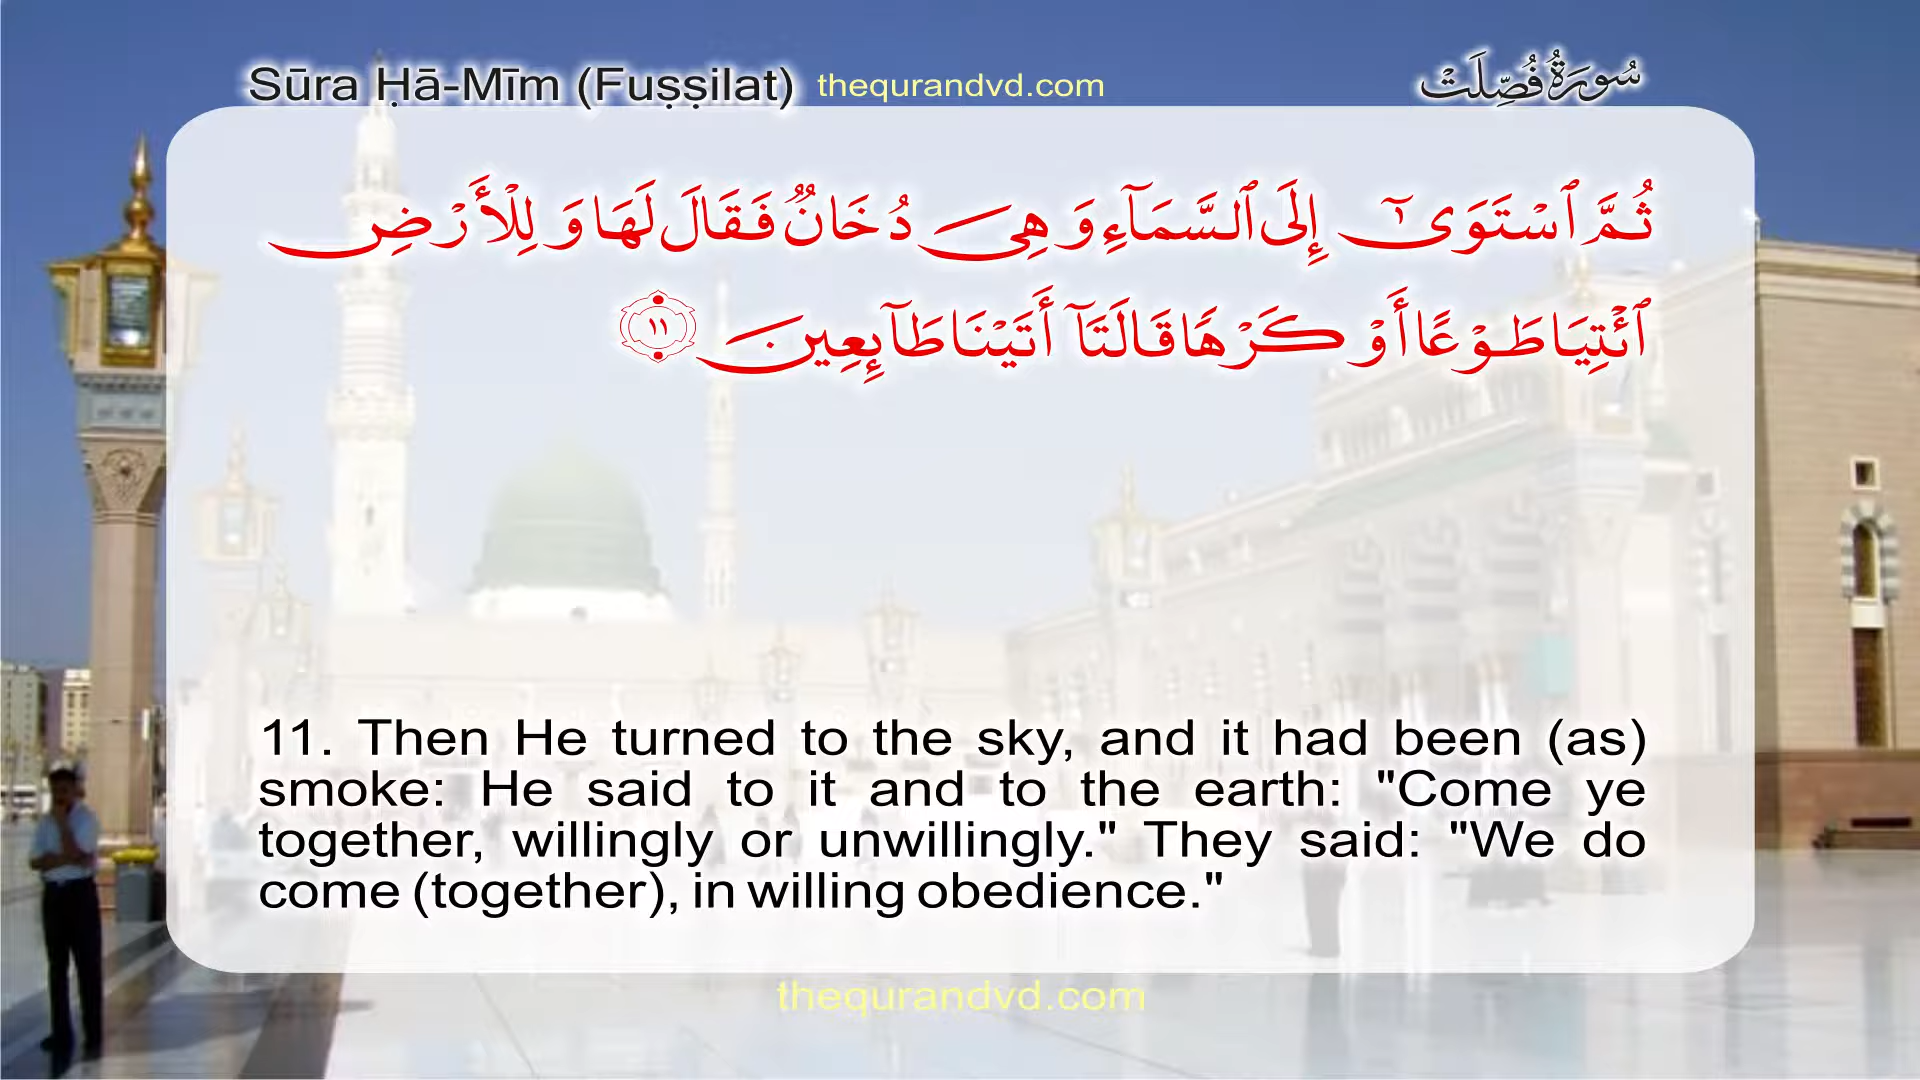 Sūra Ḥā-Mīm (Fuṣṣilat) thequrandvd.com سُورَةُ فُصِّلَتْ
ثُمَّ ٱسْتَوَىٰٓ إِلَى ٱلسَّمَآءِ وَهِىَ دُخَانٌ فَقَالَ لَهَا وَلِلْأَرْضِ
ٱئْتِيَا طَوْعًا أَوْ كَرْهًا قَالَتَآ أَتَيْنَا طَآئِعِينَ ١١
11. Then He turned to the sky, and it had been (as)
smoke: He said to it and to the earth: "Come ye
together, willingly or unwillingly." They said: "We do
come (together), in willing obedience."
thequrandvd.com